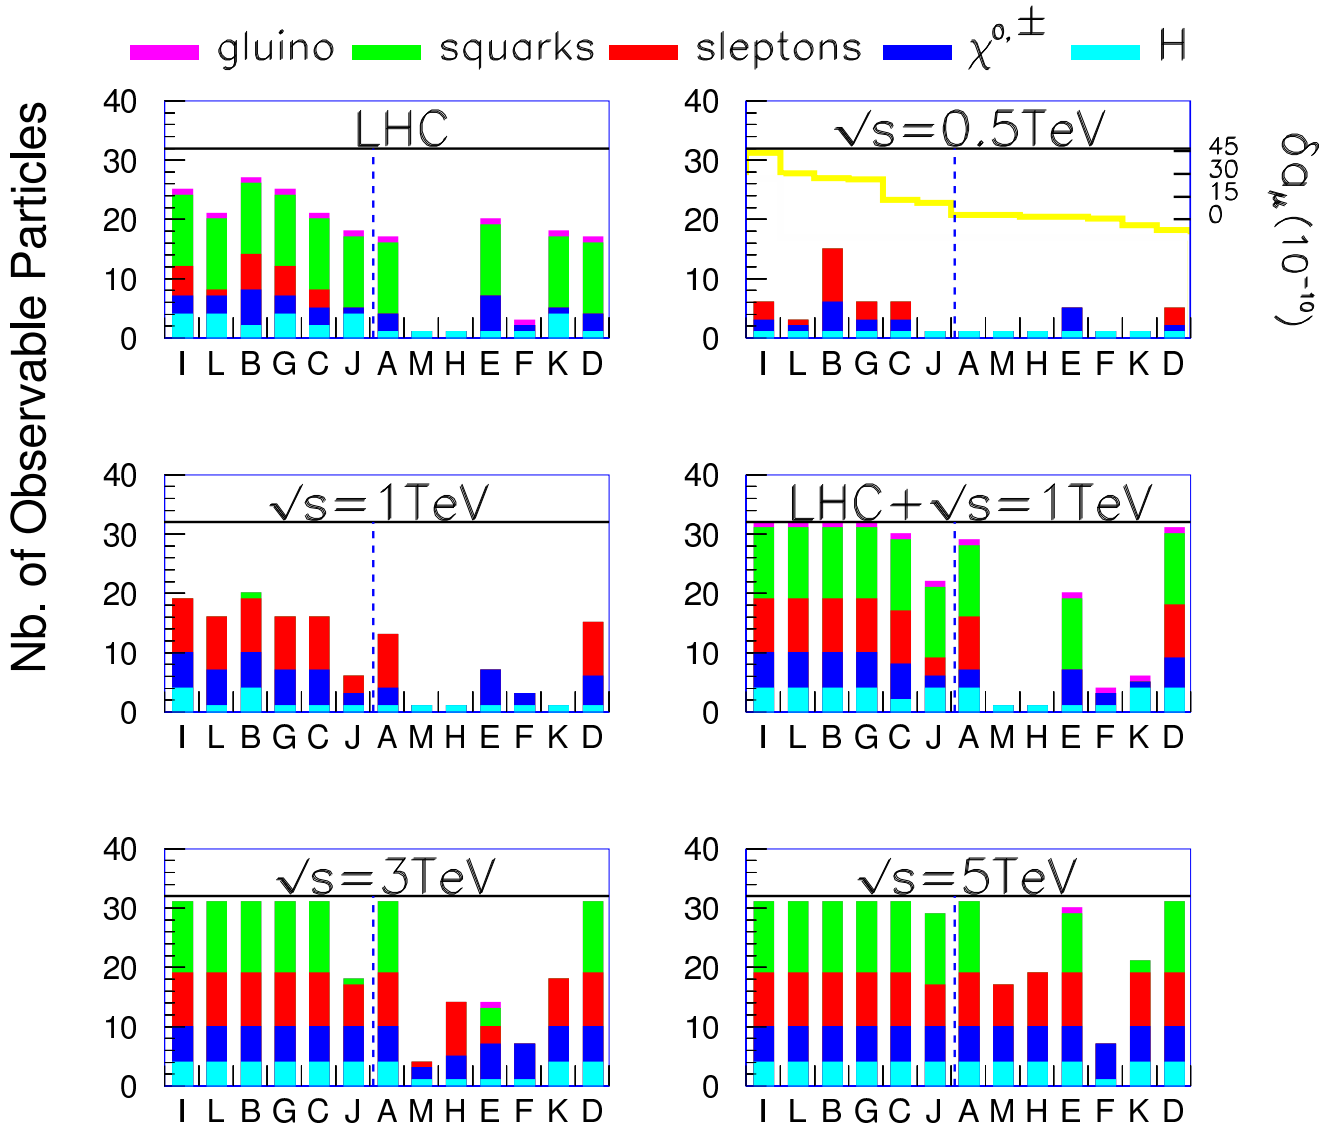 gluino squarks sleptons χ⁰,± H
Nb. of Observable Particles
LHC
40
30
20
10
0
I L B G C J A M H E F K D
√s=0.5TeV
40
30
20
10
0
45
30
15
0
δaμ (10⁻¹⁰)
I L B G C J A M H E F K D
√s=1TeV
40
30
20
10
0
I L B G C J A M H E F K D
LHC+√s=1TeV
40
30
20
10
0
I L B G C J A M H E F K D
√s=3TeV
40
30
20
10
0
I L B G C J A M H E F K D
√s=5TeV
40
30
20
10
0
I L B G C J A M H E F K D